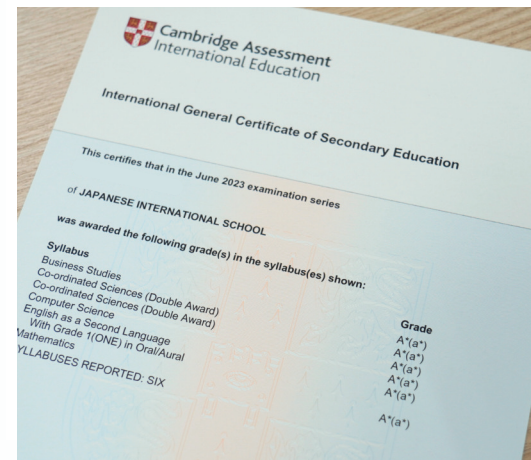 Cambridge Assessment
International Education
International General Certificate of Secondary Education
This certifies that in the June 2023 examination series
of JAPANESE INTERNATIONAL SCHOOL
was awarded the following grade(s) in the syllabus(es) shown:
Syllabus Grade
Business Studies A*(a*)
Co-ordinated Sciences (Double Award) A*(a*)
Co-ordinated Sciences (Double Award) A*(a*)
Computer Science A*(a*)
English as a Second Language A*(a*)
With Grade 1(ONE) in Oral/Aural
Mathematics A*(a*)
YLLABUSES REPORTED: SIX